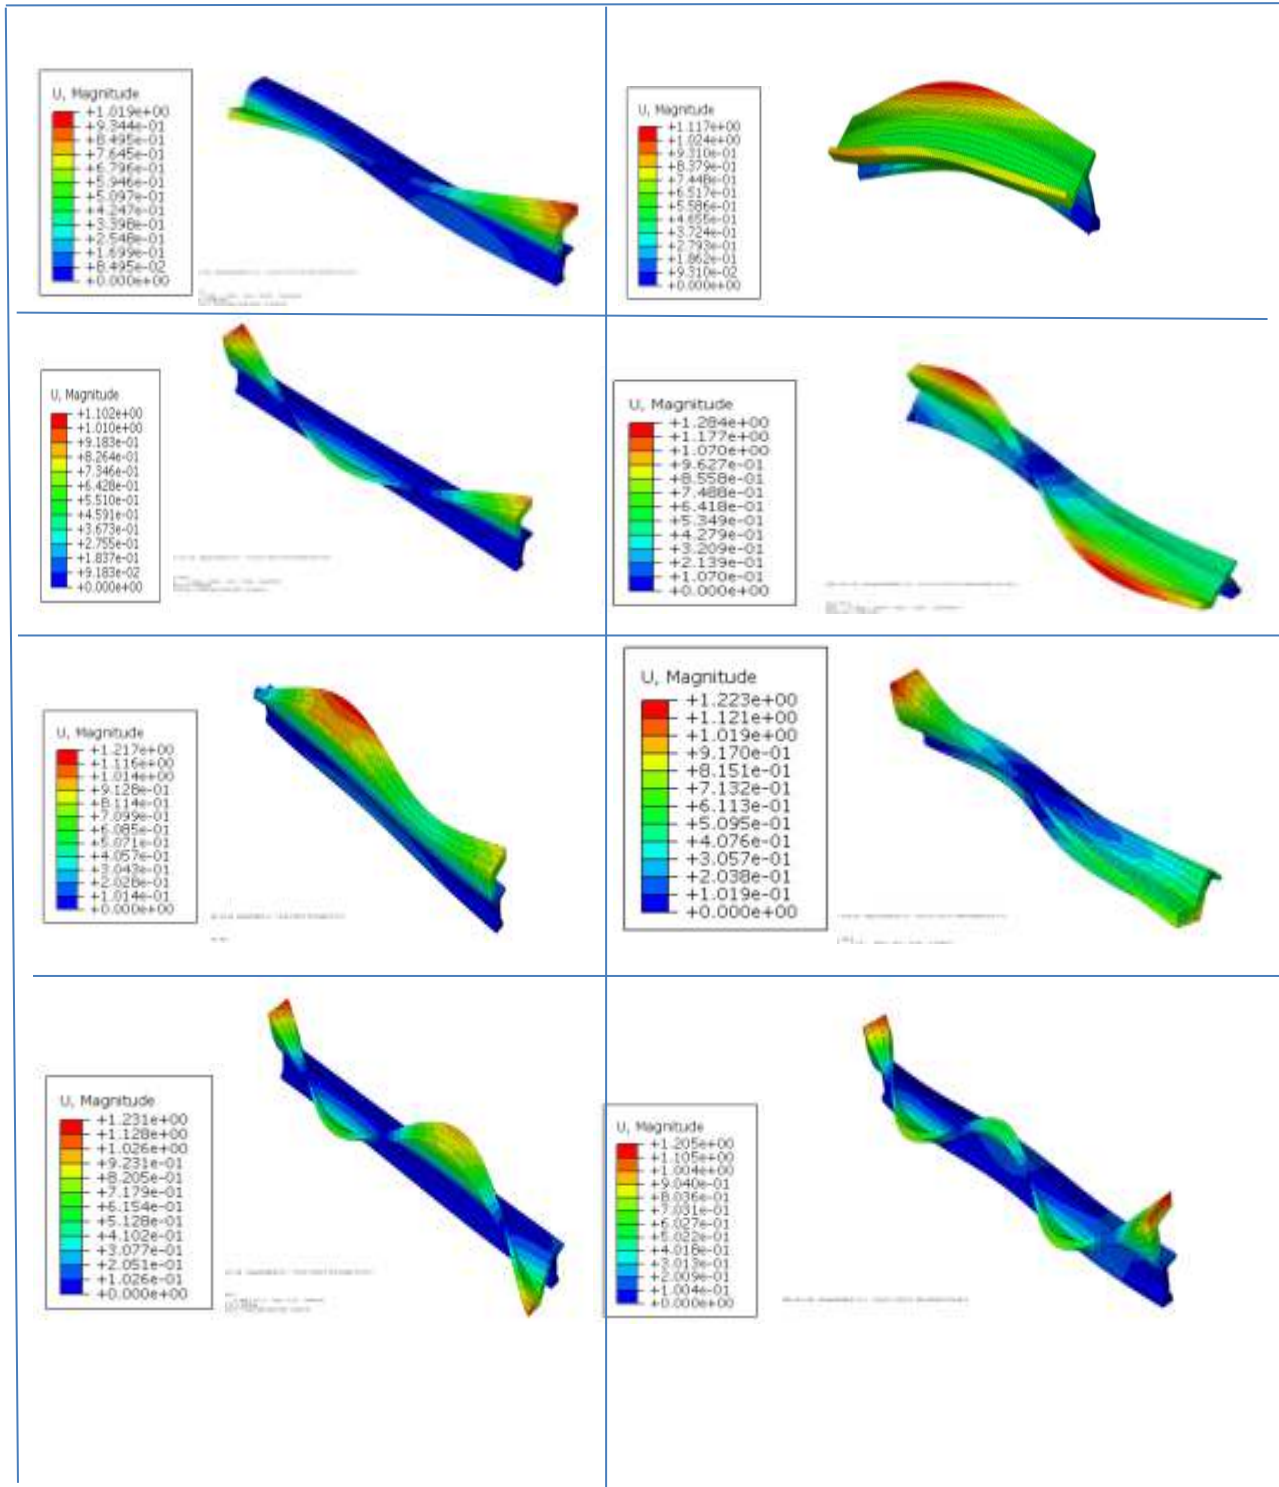 U, Magnitude
+1.019e+00
+9.344e-01
+8.495e-01
+7.645e-01
+6.796e-01
+5.946e-01
+5.097e-01
+4.247e-01
+3.398e-01
+2.548e-01
+1.699e-01
+8.495e-02
+0.000e+00
U, Magnitude
+1.117e+00
+1.024e+00
+9.310e-01
+8.379e-01
+7.448e-01
+6.517e-01
+5.586e-01
+4.655e-01
+3.724e-01
+2.793e-01
+1.862e-01
+9.310e-02
+0.000e+00
U, Magnitude
+1.102e+00
+1.010e+00
+9.183e-01
+8.264e-01
+7.346e-01
+6.428e-01
+5.510e-01
+4.591e-01
+3.673e-01
+2.755e-01
+1.837e-01
+9.183e-02
+0.000e+00
U, Magnitude
+1.284e+00
+1.177e+00
+1.070e+00
+9.627e-01
+8.558e-01
+7.488e-01
+6.418e-01
+5.349e-01
+4.279e-01
+3.209e-01
+2.139e-01
+1.070e-01
+0.000e+00
U, Magnitude
+1.217e+00
+1.116e+00
+1.014e+00
+9.128e-01
+8.114e-01
+7.099e-01
+6.085e-01
+5.071e-01
+4.057e-01
+3.043e-01
+2.028e-01
+1.014e-01
+0.000e+00
U, Magnitude
+1.223e+00
+1.121e+00
+1.019e+00
+9.170e-01
+8.151e-01
+7.132e-01
+6.113e-01
+5.095e-01
+4.076e-01
+3.057e-01
+2.038e-01
+1.019e-01
+0.000e+00
U, Magnitude
+1.231e+00
+1.128e+00
+1.026e+00
+9.231e-01
+8.205e-01
+7.179e-01
+6.154e-01
+5.128e-01
+4.102e-01
+3.077e-01
+2.051e-01
+1.026e-01
+0.000e+00
U, Magnitude
+1.205e+00
+1.105e+00
+1.004e+00
+9.040e-01
+8.036e-01
+7.031e-01
+6.027e-01
+5.022e-01
+4.018e-01
+3.013e-01
+2.009e-01
+1.004e-01
+0.000e+00